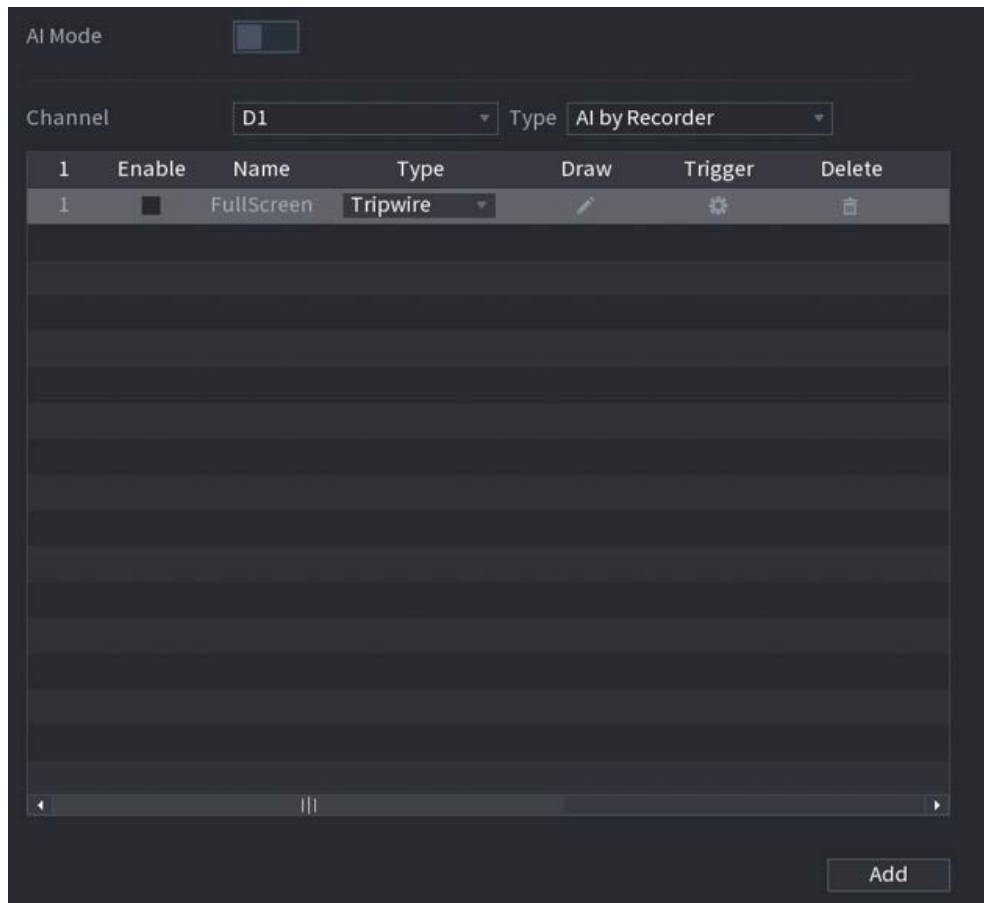 AI Mode
Channel D1 Type AI by Recorder
1 Enable Name Type Draw Trigger Delete
1 FullScreen Tripwire
Add